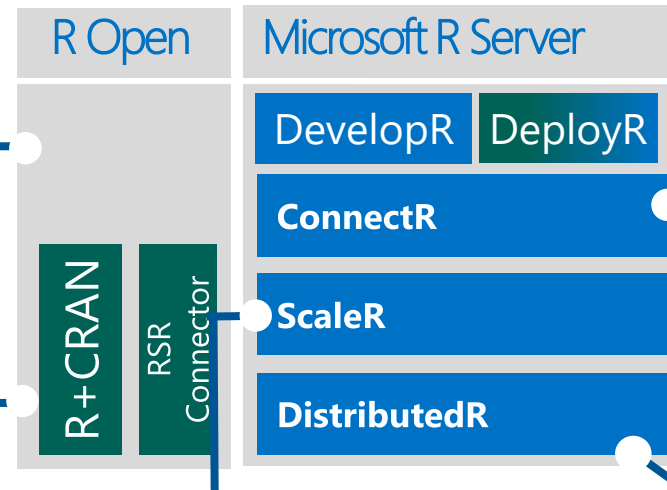 R Open
Microsoft R Server
DevelopR
DeployR
ConnectR
ScaleR
DistributedR
R+CRAN
RSR
Connector